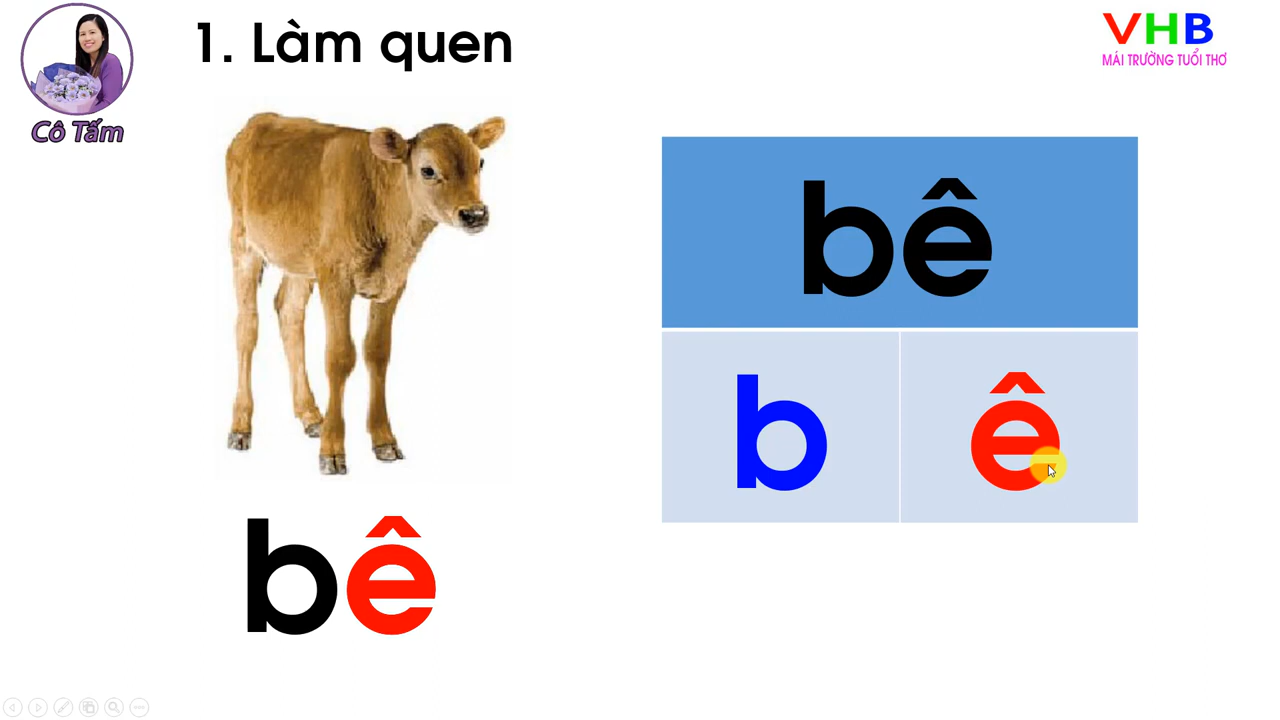 1. Làm quen
VHB
MÁI TRƯỜNG TUỔI THƠ
Cô Tấm
bê
b ê
bê